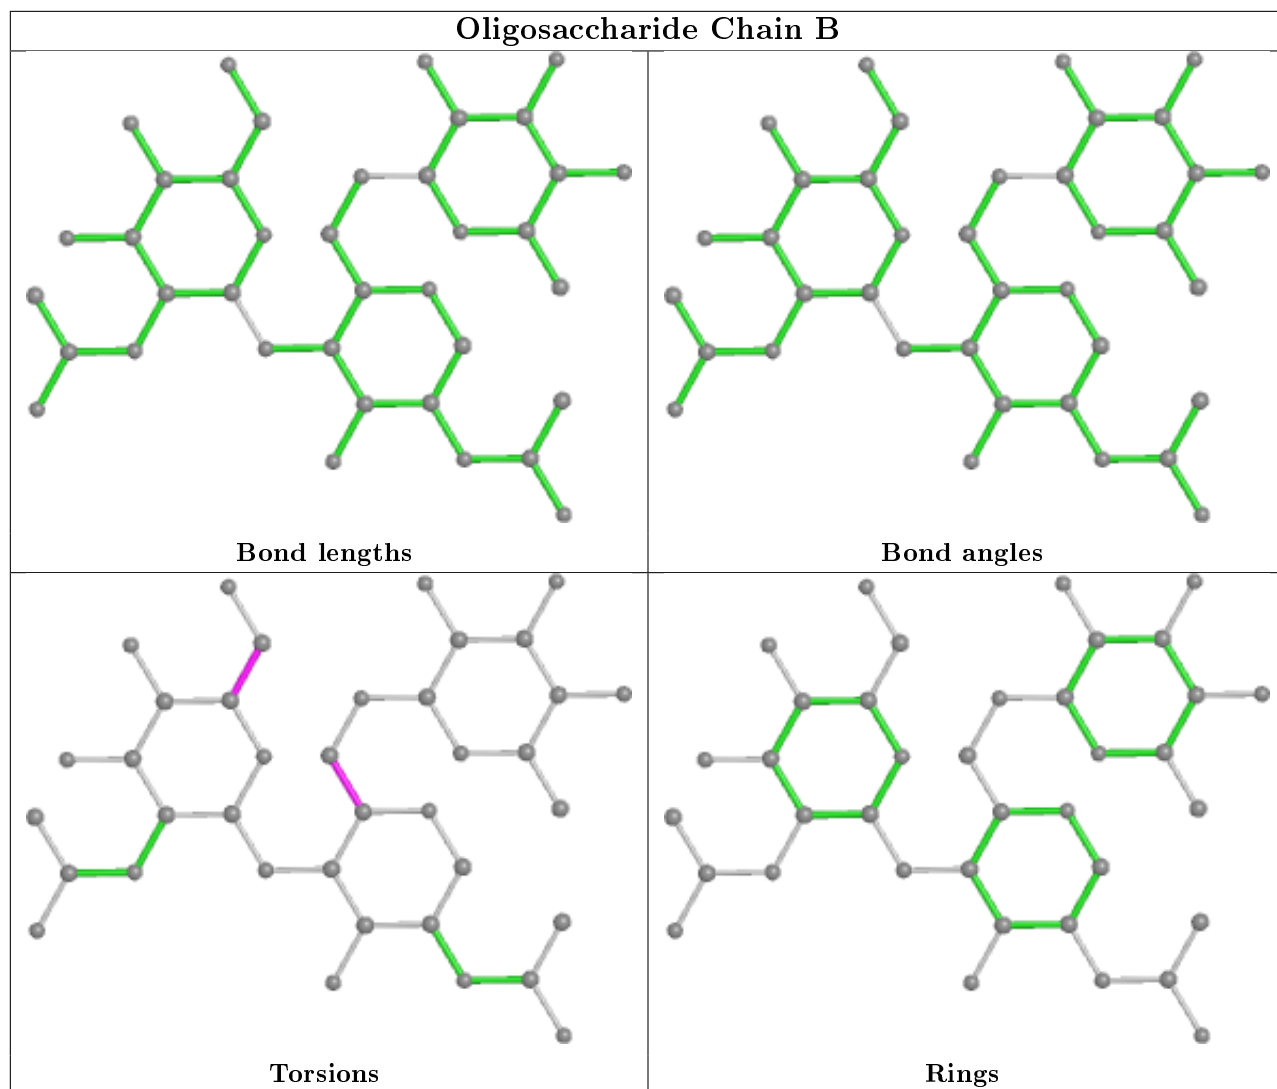 Oligosaccharide Chain B
Bond lengths
Bond angles
Torsions
Rings